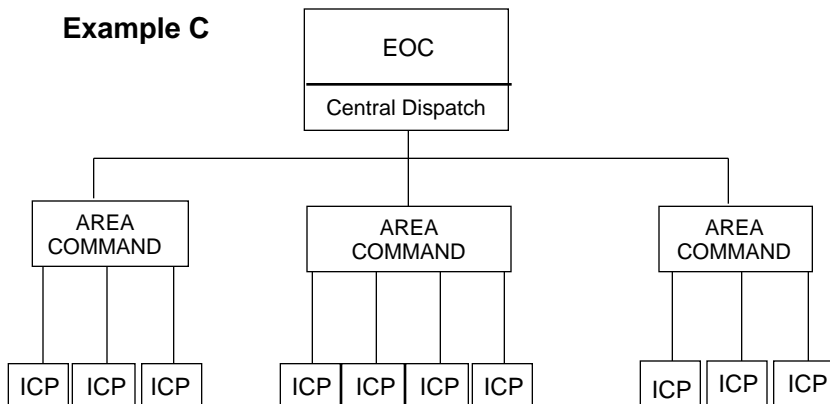 Example C
EOC
Central Dispatch
AREA
COMMAND
AREA
COMMAND
AREA
COMMAND
ICP ICP ICP
ICP ICP ICP ICP
ICP ICP ICP